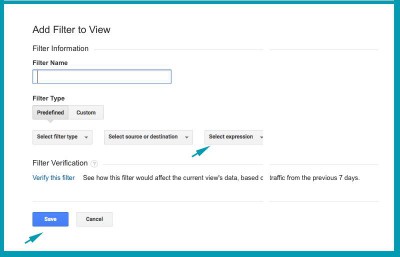 Add Filter to View
Filter Information
Filter Name
Filter Type
Predefined Custom
Select filter type Select source or destination Select expression
Filter Verification ?
Verify this filter See how this filter would affect the current view's data, based traffic from the previous 7 days.
Save Cancel